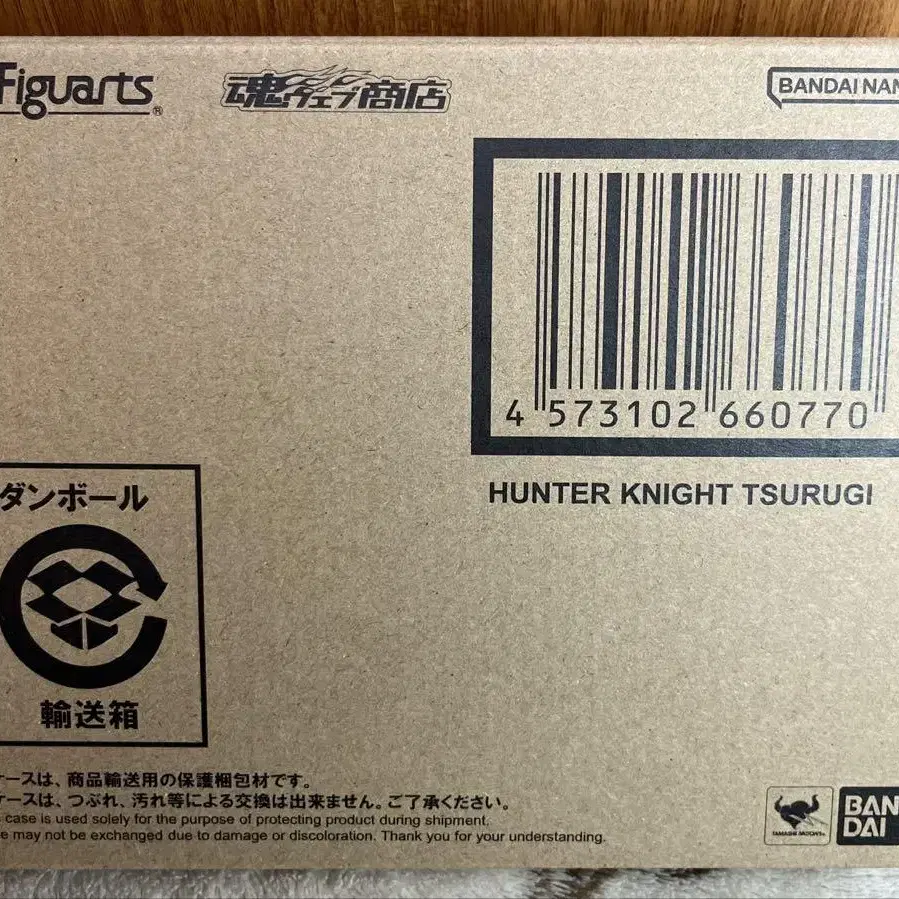 Figuarts®
魂ウェブ商店
BANDAI NAM
4 573102 660770
HUNTER KNIGHT TSURUGI
ダンボール
輸送箱
ースは、商品輸送用の保護梱包材です。
ースは、つぶれ、汚れ等による交換は出来ません。ご了承ください。
case is used solely for the purpose of protecting product during shipment.
may not be exchanged due to damage or discoloration. Thank you for your understanding.
TAMASHII NATIONS
BAN
DAI